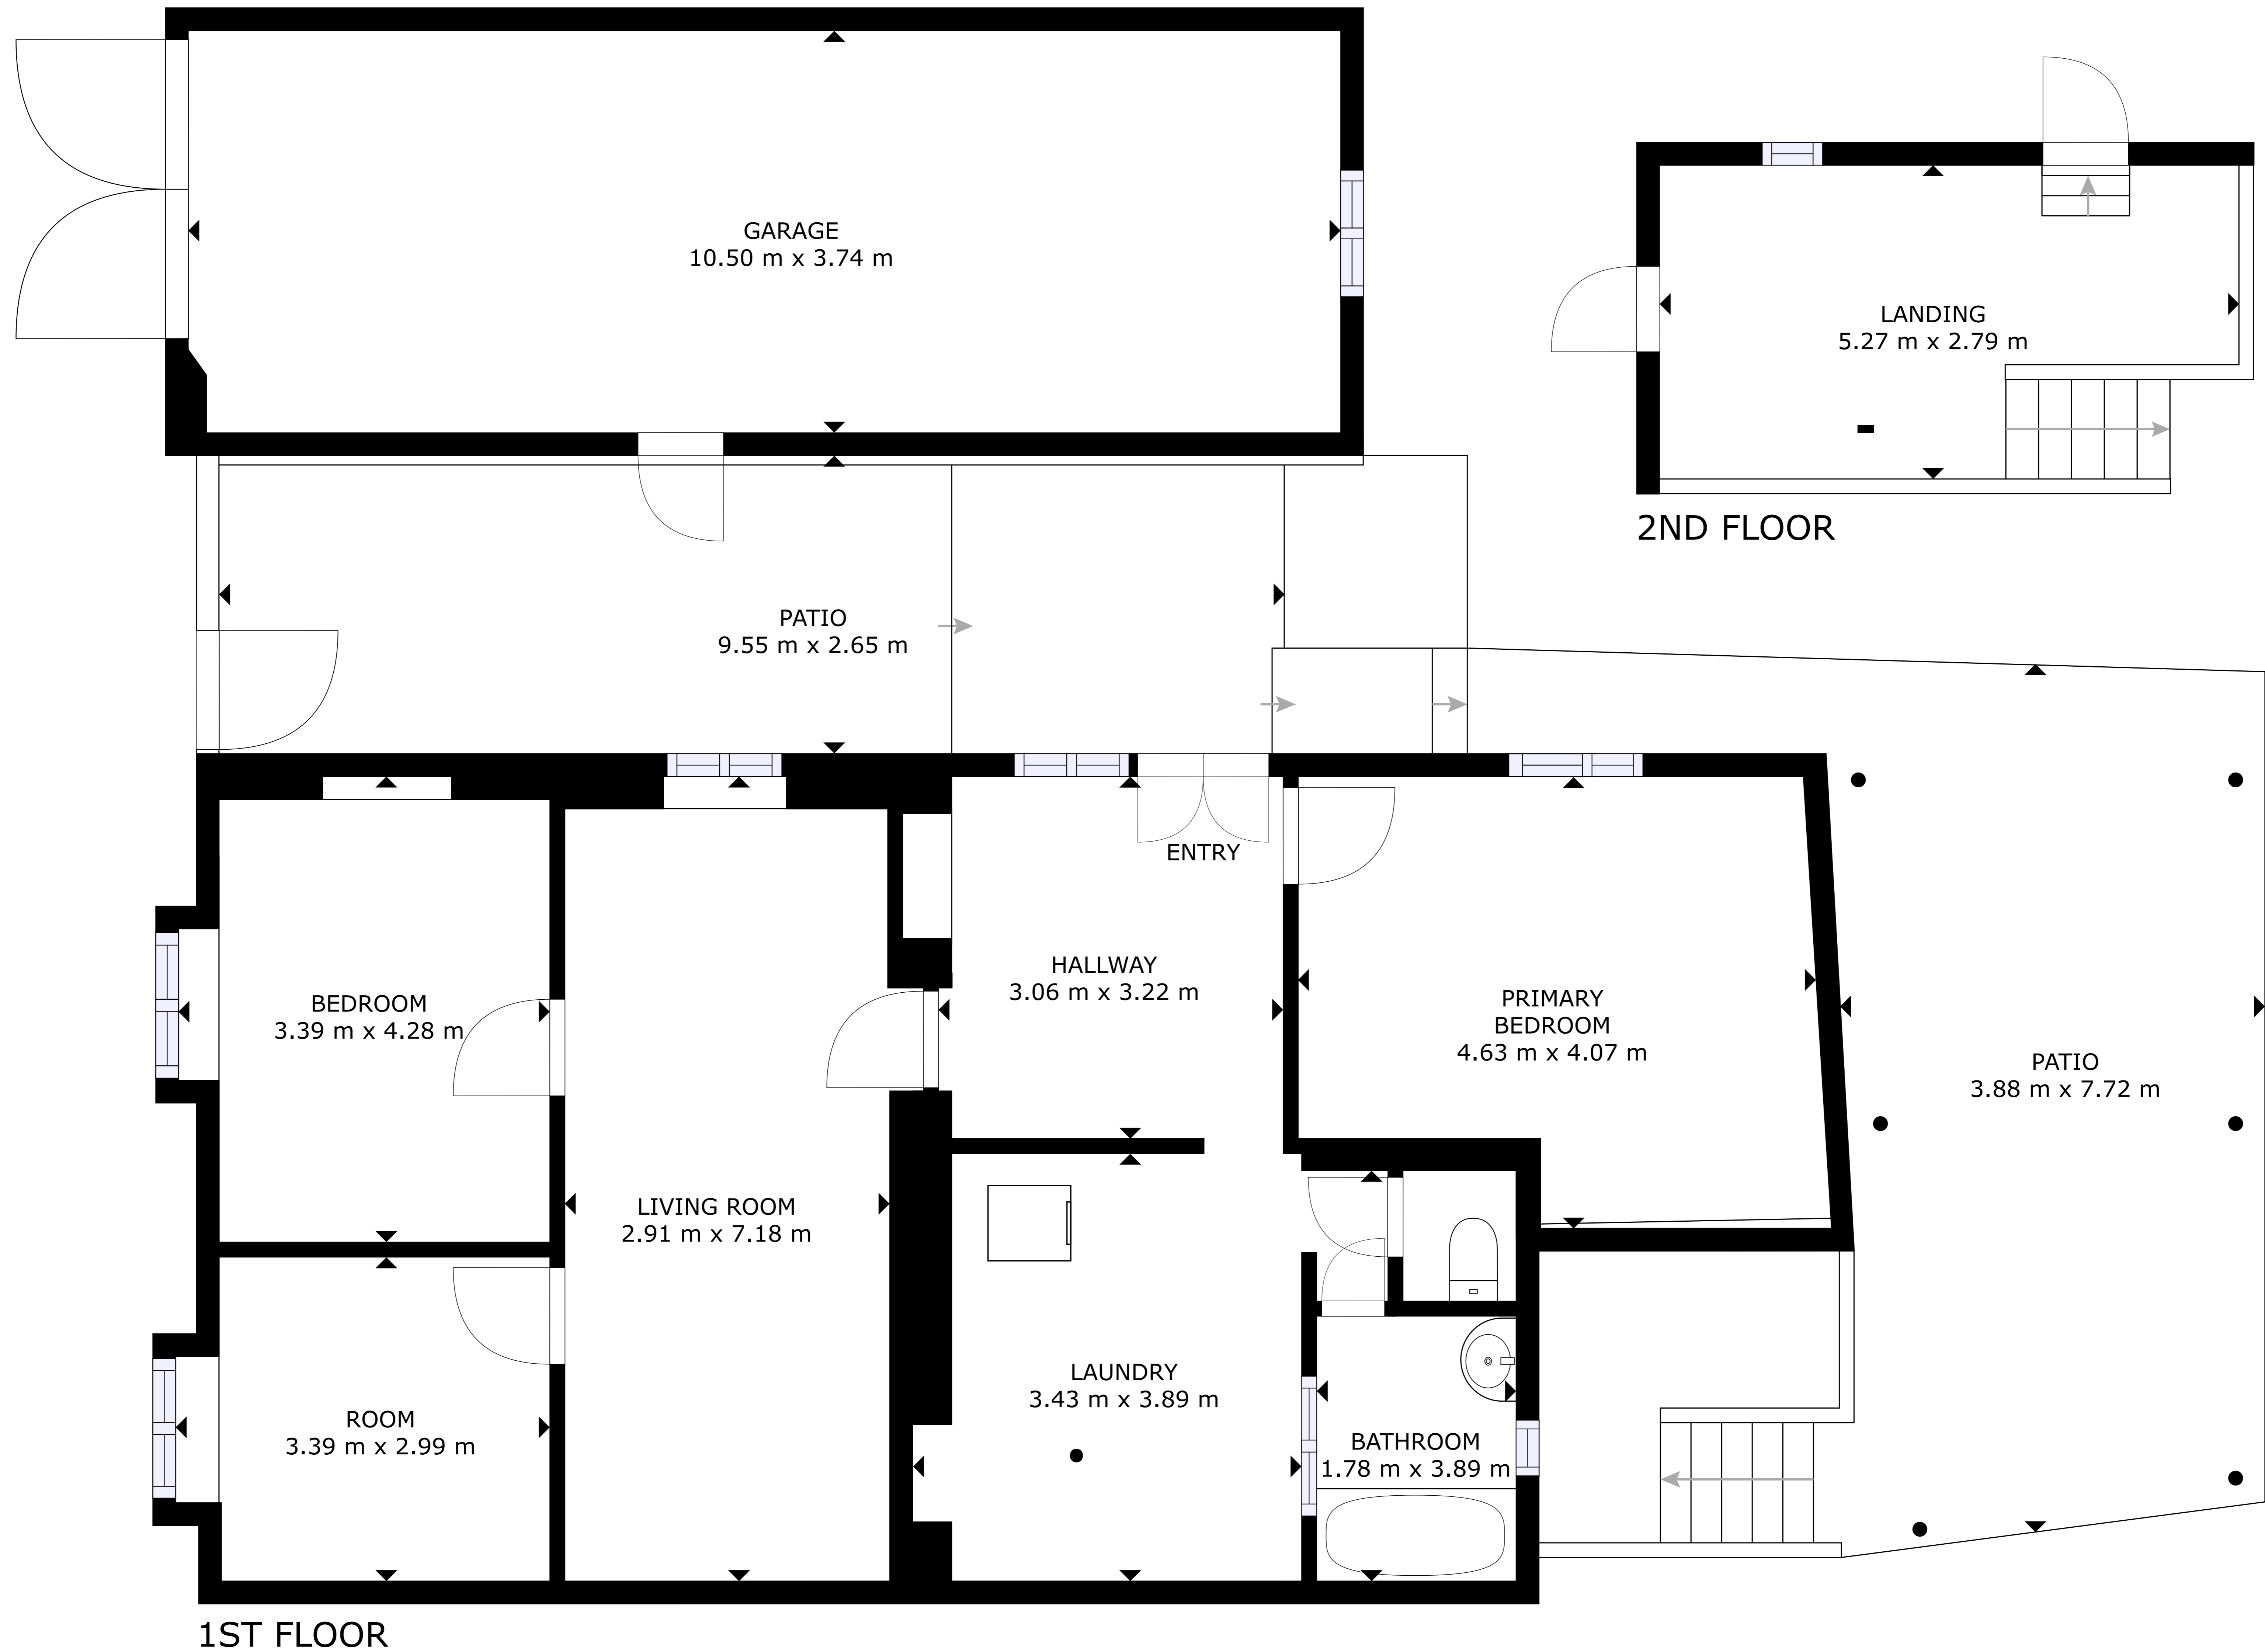 GARAGE
10.50 m x 3.74 m
LANDING
5.27 m x 2.79 m
2ND FLOOR
PATIO
9.55 m x 2.65 m
ENTRY
HALLWAY
3.06 m x 3.22 m
BEDROOM
3.39 m x 4.28 m
PRIMARY
BEDROOM
4.63 m x 4.07 m
PATIO
3.88 m x 7.72 m
LIVING ROOM
2.91 m x 7.18 m
LAUNDRY
3.43 m x 3.89 m
ROOM
3.39 m x 2.99 m
BATHROOM
1.78 m x 3.89 m
1ST FLOOR